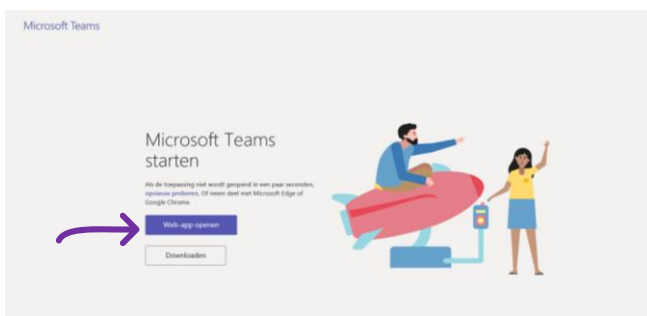 Microsoft Teams
Microsoft Teams
starten
Als de toepassing niet wordt geopend in een paar seconden,
opnieuw proberen. Of neem deel met Microsoft Edge of
Google Chrome.
Web-app openen
Downloaden